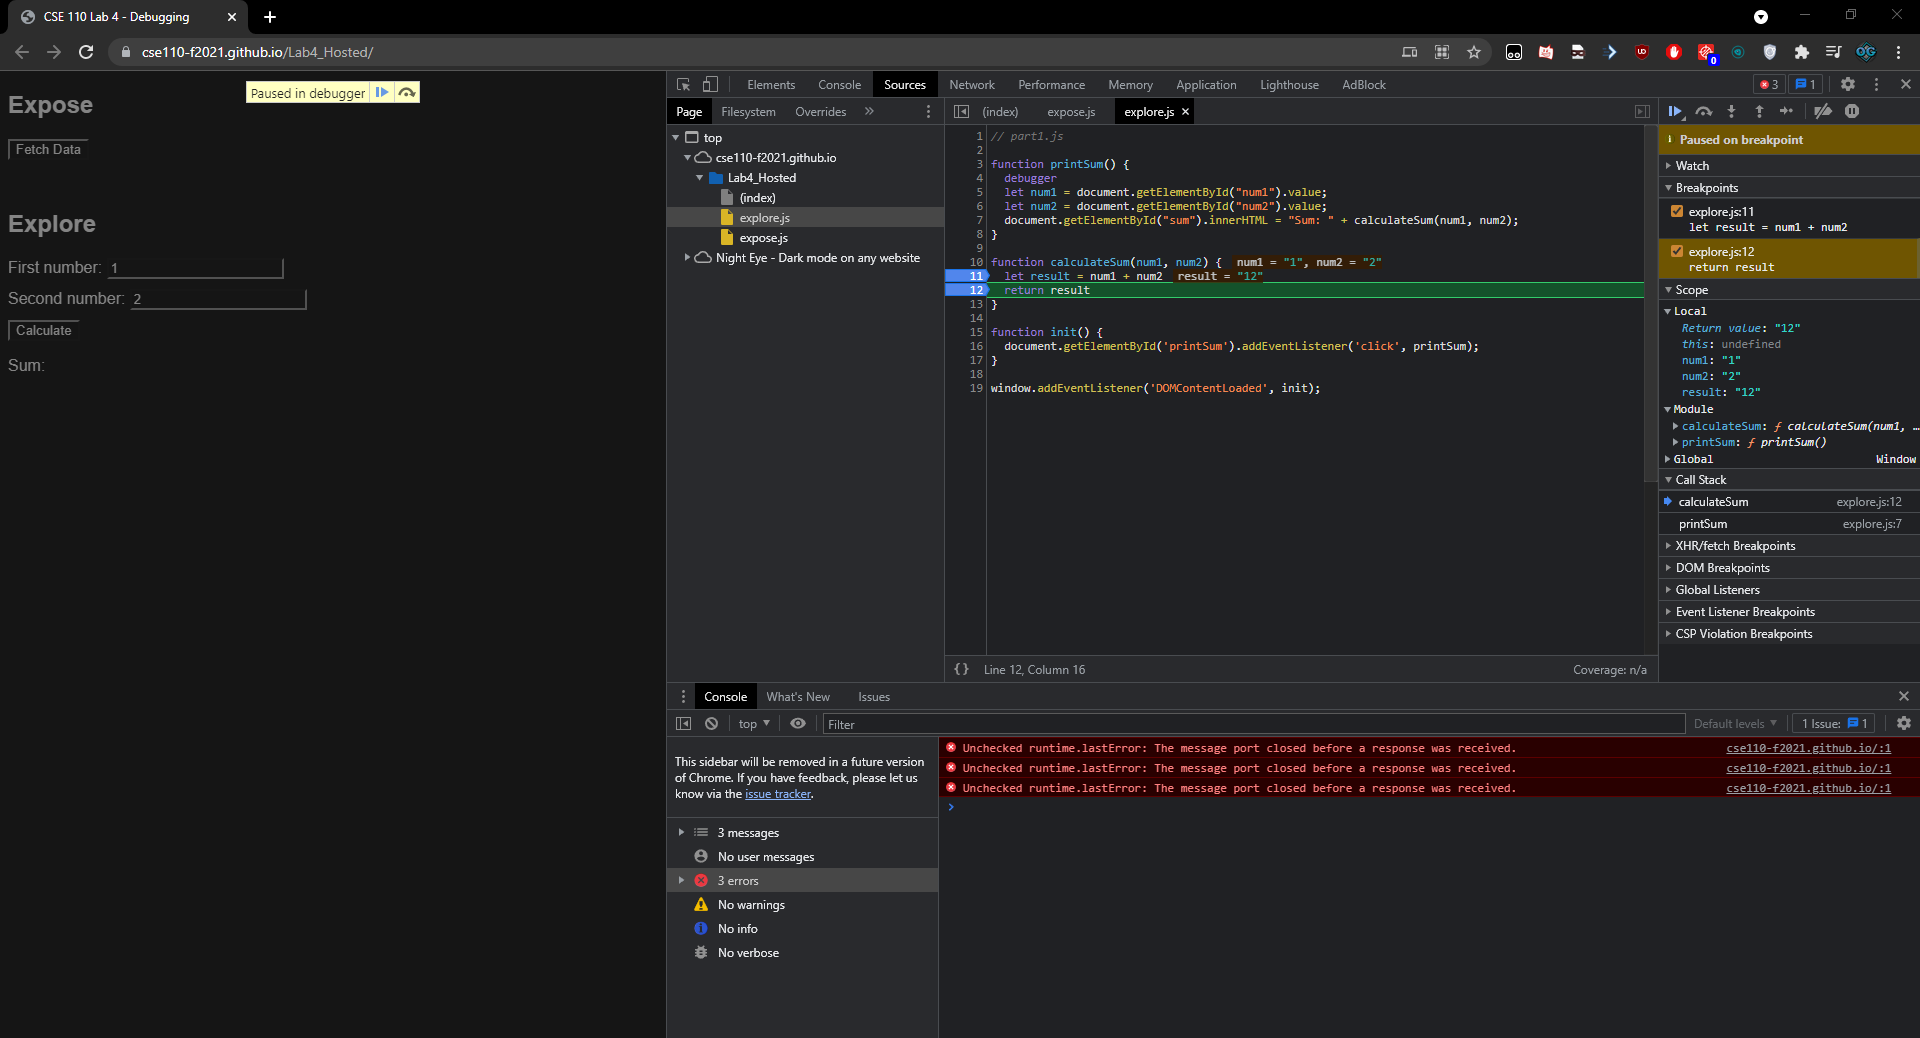 CSE 110 Lab 4 - Debugging
cse110-f2021.github.io/Lab4_Hosted/
0
Expose
Paused in debugger
Fetch Data
Explore
First number: 1
Second number: 2
Calculate
Sum:
Elements Console Sources Network Performance Memory Application Lighthouse AdBlock
3 1
Page Filesystem Overrides »
top
cse110-f2021.github.io
Lab4_Hosted
(index)
explore.js
expose.js
Night Eye - Dark mode on any website
(index) expose.js explore.js
1 // part1.js
2
3 function printSum() {
4 debugger
5 let num1 = document.getElementById("num1").value;
6 let num2 = document.getElementById("num2").value;
7 document.getElementById("sum").innerHTML = "Sum: " + calculateSum(num1, num2);
8 }
9
10 function calculateSum(num1, num2) { num1 = "1", num2 = "2"
11 let result = num1 + num2 result = "12"
12 return result
13 }
14
15 function init() {
16 document.getElementById('printSum').addEventListener('click', printSum);
17 }
18
19 window.addEventListener('DOMContentLoaded', init);
{} Line 12, Column 16 Coverage: n/a
Paused on breakpoint
Watch
Breakpoints
explore.js:11
let result = num1 + num2
explore.js:12
return result
Scope
Local
Return value: "12"
this: undefined
num1: "1"
num2: "2"
result: "12"
Module
calculateSum: ƒ calculateSum(num1, …
printSum: ƒ printSum()
Global Window
Call Stack
calculateSum explore.js:12
printSum explore.js:7
XHR/fetch Breakpoints
DOM Breakpoints
Global Listeners
Event Listener Breakpoints
CSP Violation Breakpoints
Console What's New Issues
top Filter Default levels 1 Issue: 1
This sidebar will be removed in a future version
of Chrome. If you have feedback, please let us
know via the issue tracker.
3 messages
No user messages
3 errors
No warnings
No info
No verbose
Unchecked runtime.lastError: The message port closed before a response was received. cse110-f2021.github.io/:1
Unchecked runtime.lastError: The message port closed before a response was received. cse110-f2021.github.io/:1
Unchecked runtime.lastError: The message port closed before a response was received. cse110-f2021.github.io/:1